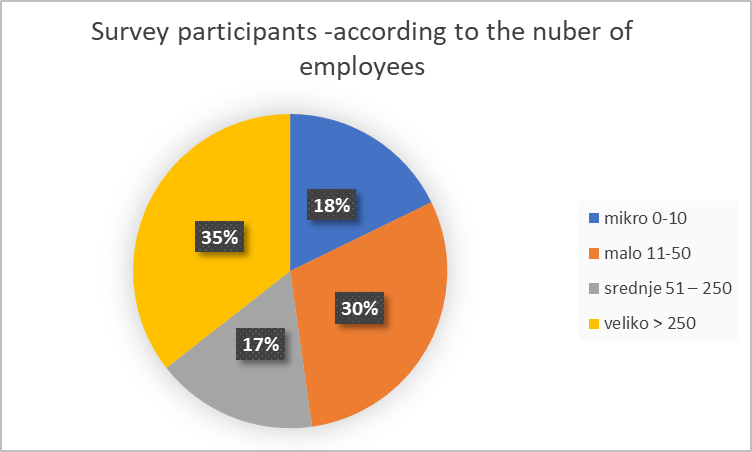 Survey participants -according to the nuber of
employees
18%
35%
30%
17%
mikro 0-10
malo 11-50
srednje 51 – 250
veliko > 250